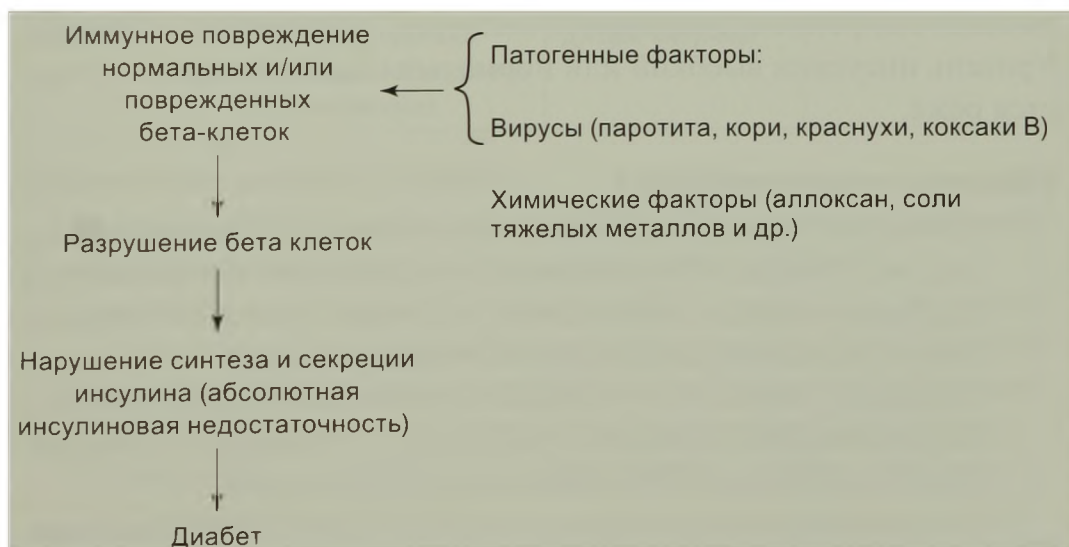 Иммунное повреждение
нормальных и/или
поврежденных
бета-клеток
Патогенные факторы:
Вирусы (паротита, кори, краснухи, коксаки В)
Химические факторы (аллоксан, соли
тяжелых металлов и др.)
Разрушение бета клеток
Нарушение синтеза и секреции
инсулина (абсолютная
инсулиновая недостаточность)
Диабет